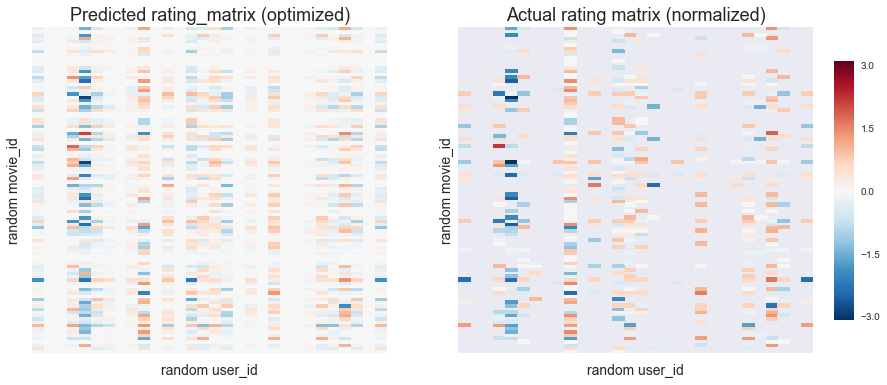 Predicted rating_matrix (optimized)
Actual rating matrix (normalized)
random movie_id
random movie_id
3.0
1.5
0.0
−1.5
−3.0
random user_id
random user_id